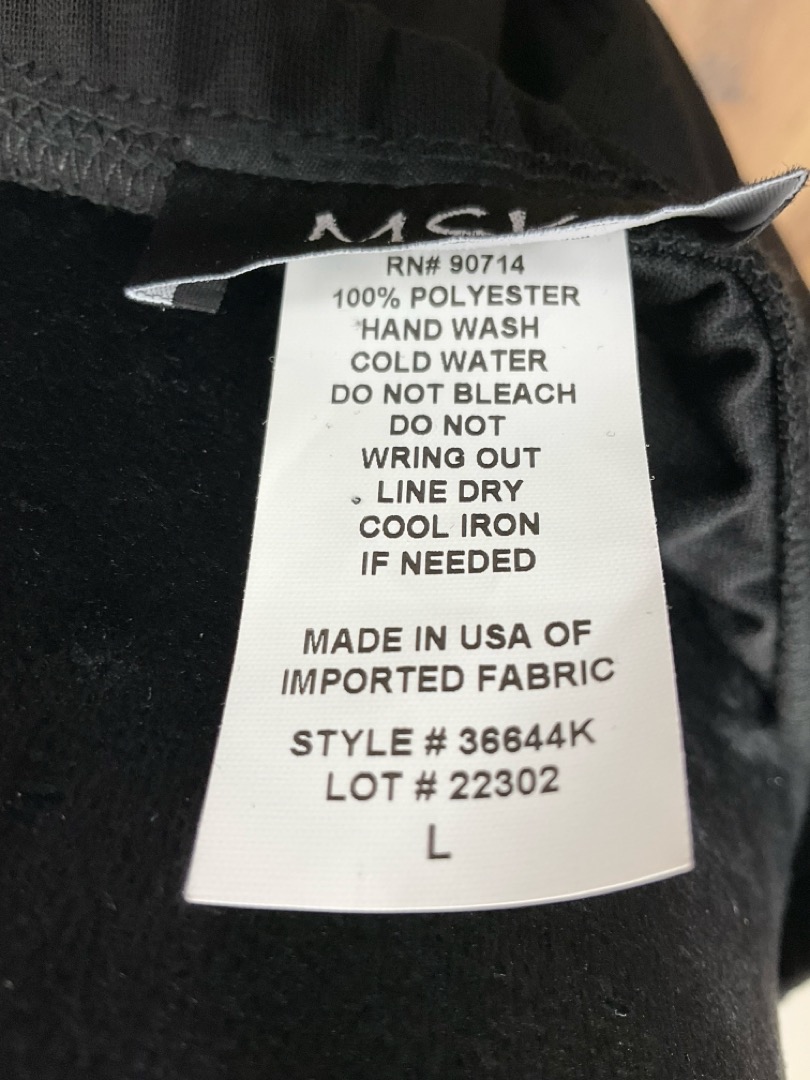 MSK
RN# 90714
100% POLYESTER
HAND WASH
COLD WATER
DO NOT BLEACH
DO NOT
WRING OUT
LINE DRY
COOL IRON
IF NEEDED
MADE IN USA OF
IMPORTED FABRIC
STYLE # 36644K
LOT # 22302
L